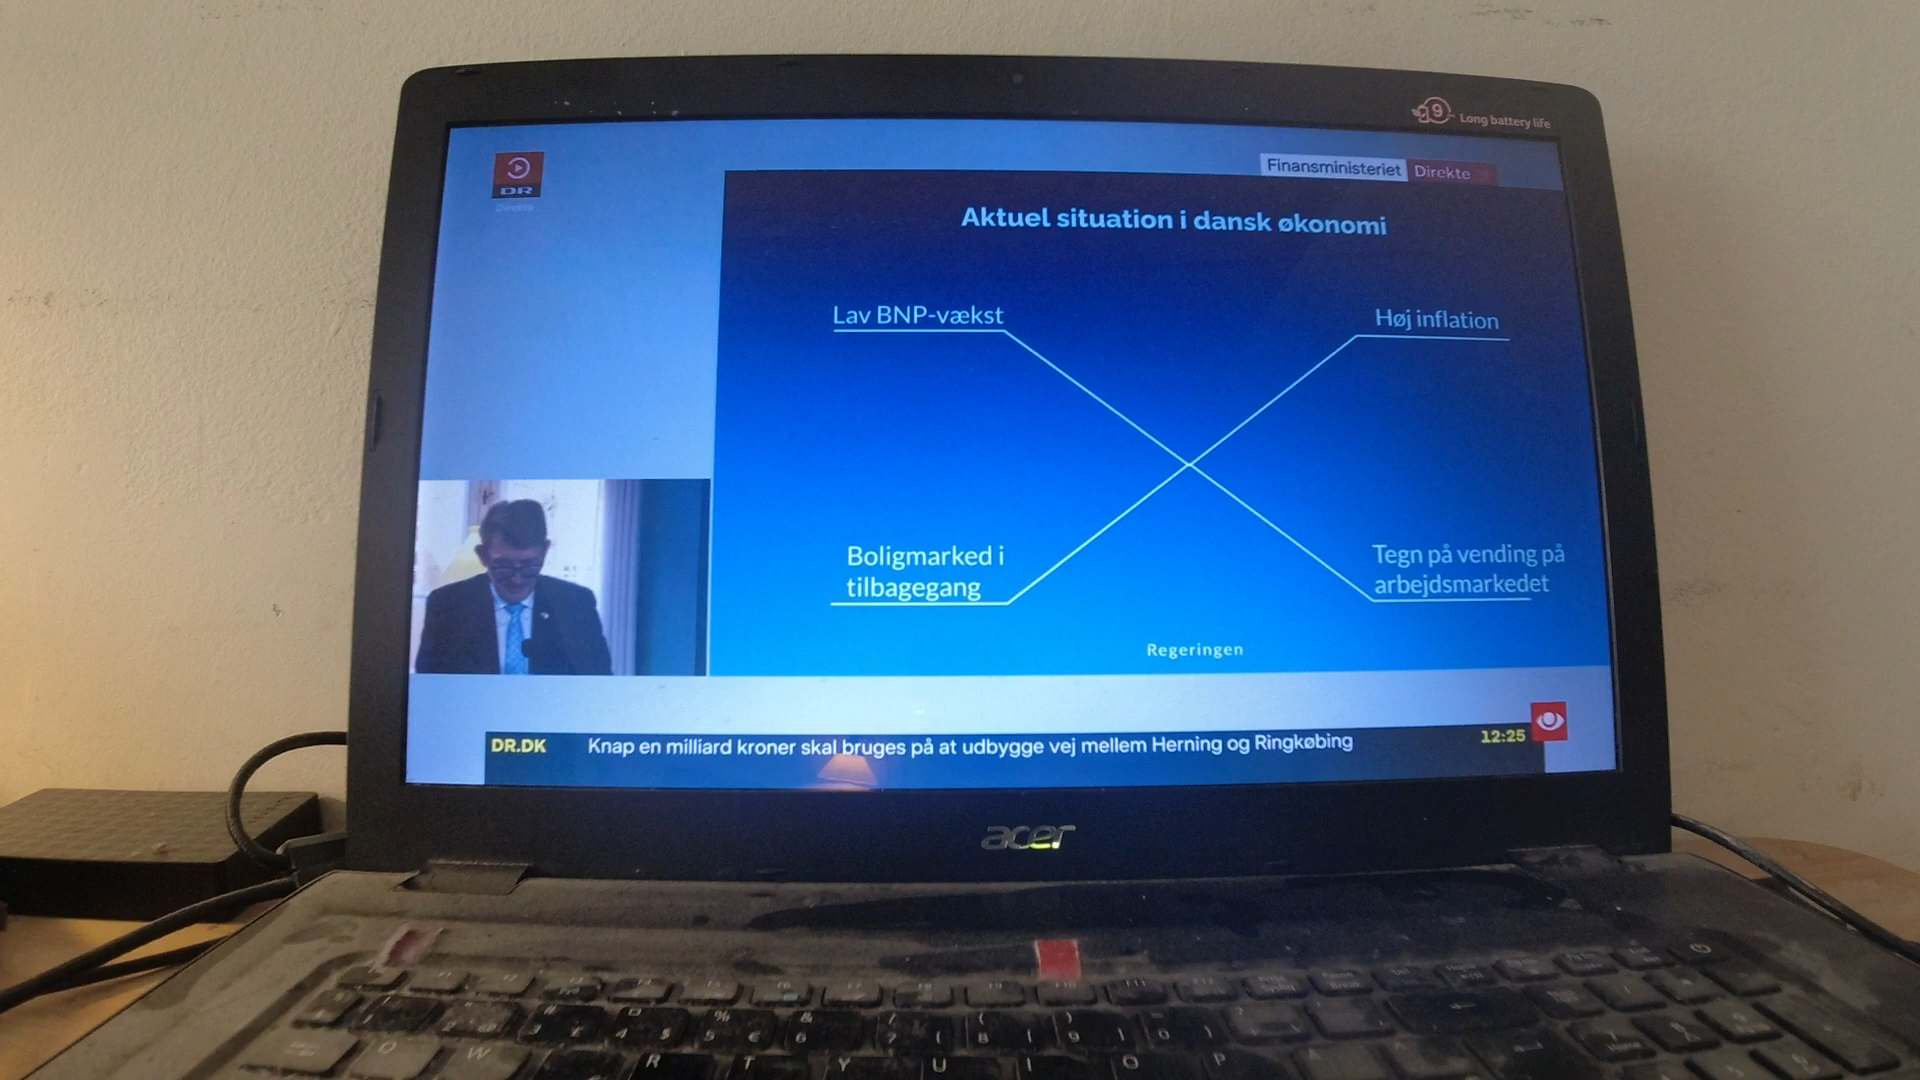 9 Long battery life
DR
Finansministeriet Direkte
Aktuel situation i dansk økonomi
Lav BNP-vækst
Høj inflation
Boligmarked i
tilbagegang
Tegn på vending på
arbejdsmarkedet
Regeringen
DR.DK Knap en milliard kroner skal bruges på at udbygge vej mellem Herning og Ringkøbing 12:25
acer
Q W R T Y U I O P